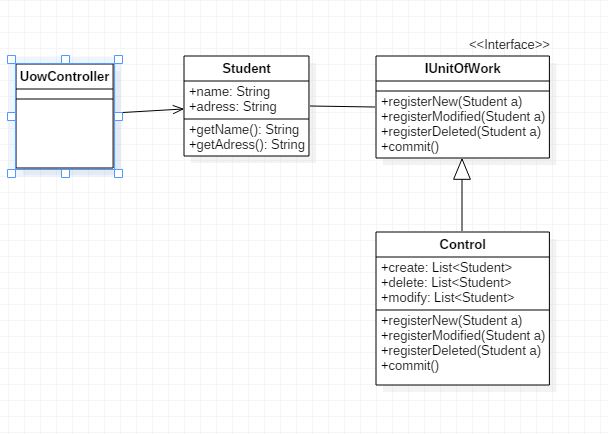 UowController
Student
+name: String
+adress: String
+getName(): String
+getAdress(): String
<<Interface>>
IUnitOfWork
+registerNew(Student a)
+registerModified(Student a)
+registerDeleted(Student a)
+commit()
Control
+create: List<Student>
+delete: List<Student>
+modify: List<Student>
+registerNew(Student a)
+registerModified(Student a)
+registerDeleted(Student a)
+commit()